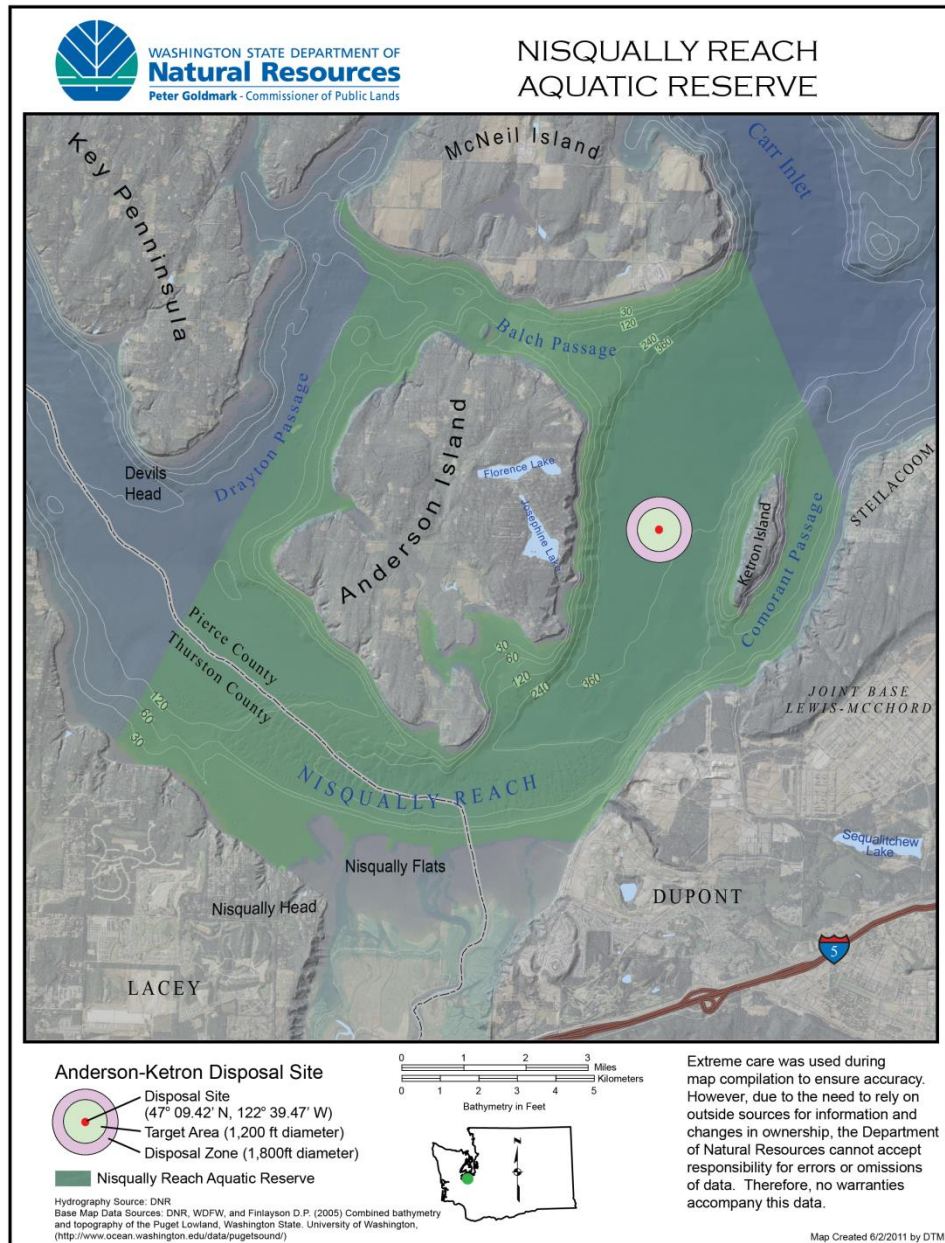 WASHINGTON STATE DEPARTMENT OF
Natural Resources
Peter Goldmark - Commissioner of Public Lands
NISQUALLY REACH
AQUATIC RESERVE
Key Penninsula
McNeil Island
Carr Inlet
30
120
240
360
Balch Passage
Drayton Passage
Devils
Head
Anderson Island
Florence Lake
Josephine Lake
Ketron Island
Comorant Passage
STEILACOOM
Pierce County
Thurston County
30
60
120
240
360
120
60
30
JOINT BASE
LEWIS-MCCHORD
NISQUALLY REACH
Nisqually Flats
Nisqually Head
Sequalitchew
Lake
DUPONT
5
LACEY
Anderson-Ketron Disposal Site
Disposal Site
(47° 09.42' N, 122° 39.47' W)
Target Area (1,200 ft diameter)
Disposal Zone (1,800ft diameter)
Nisqually Reach Aquatic Reserve
Hydrography Source: DNR
Base Map Data Sources: DNR, WDFW, and Finlayson D.P. (2005) Combined bathymetry
and topography of the Puget Lowland, Washington State. University of Washington,
(http://www.ocean.washington.edu/data/pugetsound/)
0 1 2 3
Miles
Kilometers
0 1 2 3 4 5
Bathymetry in Feet
N
Extreme care was used during
map compilation to ensure accuracy.
However, due to the need to rely on
outside sources for information and
changes in ownership, the Department
of Natural Resources cannot accept
responsibility for errors or omissions
of data. Therefore, no warranties
accompany this data.
Map Created 6/2/2011 by DTM